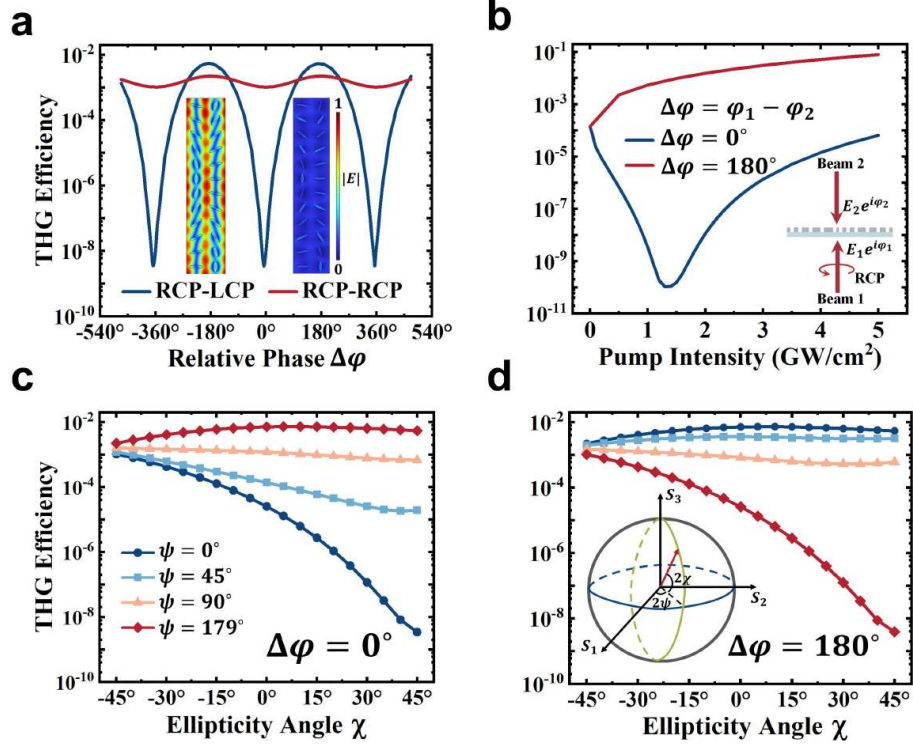 a
THG Efficiency
10⁻²
10⁻⁴
10⁻⁶
10⁻⁸
10⁻¹⁰
1
|E|
0
RCP-LCP RCP-RCP
-540° -360° -180° 0° 180° 360° 540°
Relative Phase Δφ
b
10⁻¹
10⁻³
10⁻⁵
10⁻⁷
10⁻⁹
10⁻¹¹
Δφ = φ₁ − φ₂
Δφ = 0°
Δφ = 180°
Beam 2
E₂e^{iφ₂}
E₁e^{iφ₁}
RCP
Beam 1
0 1 2 3 4 5
Pump Intensity (GW/cm²)
c
THG Efficiency
10⁻²
10⁻⁴
10⁻⁶
10⁻⁸
10⁻¹⁰
ψ = 0°
ψ = 45°
ψ = 90°
ψ = 179°
Δφ = 0°
-45° -30° -15° 0° 15° 30° 45°
Ellipticity Angle χ
d
10⁻²
10⁻⁴
10⁻⁶
10⁻⁸
10⁻¹⁰
S₃
2χ
2ψ
S₂
S₁
Δφ = 180°
-45° -30° -15° 0° 15° 30° 45°
Ellipticity Angle χ